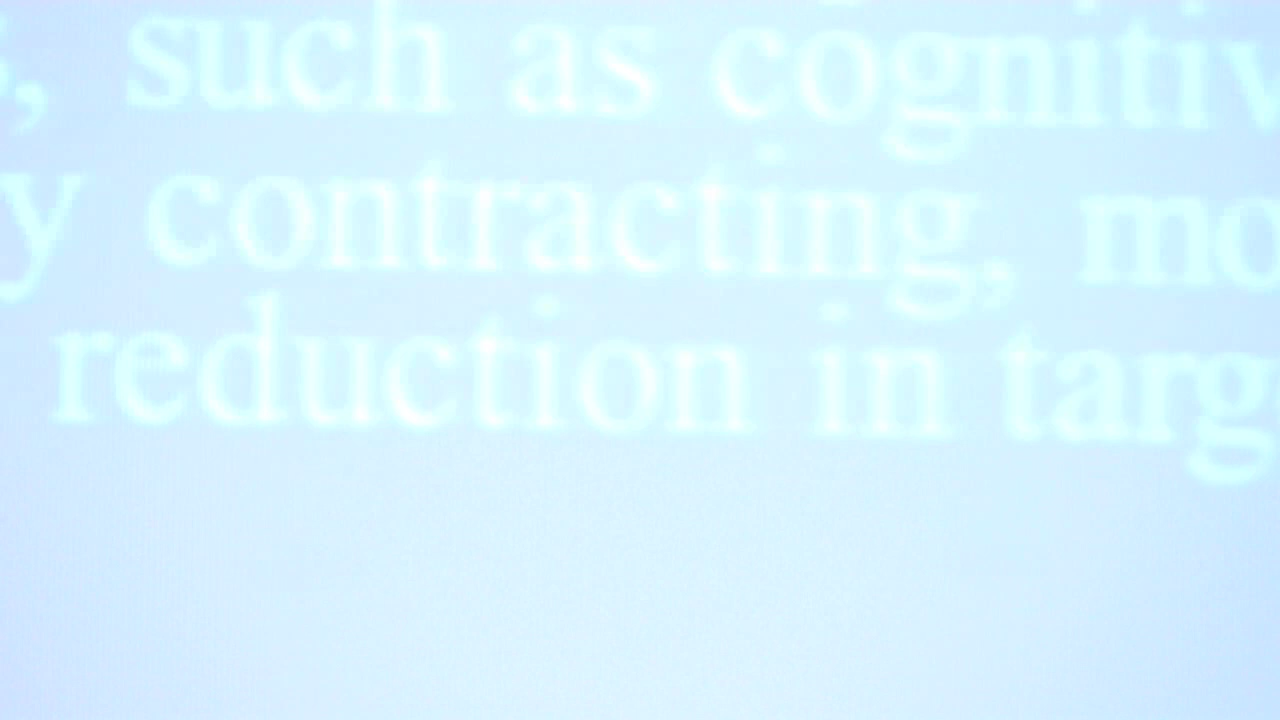 s, such as cognitiv
y contracting, mo
reduction in targ